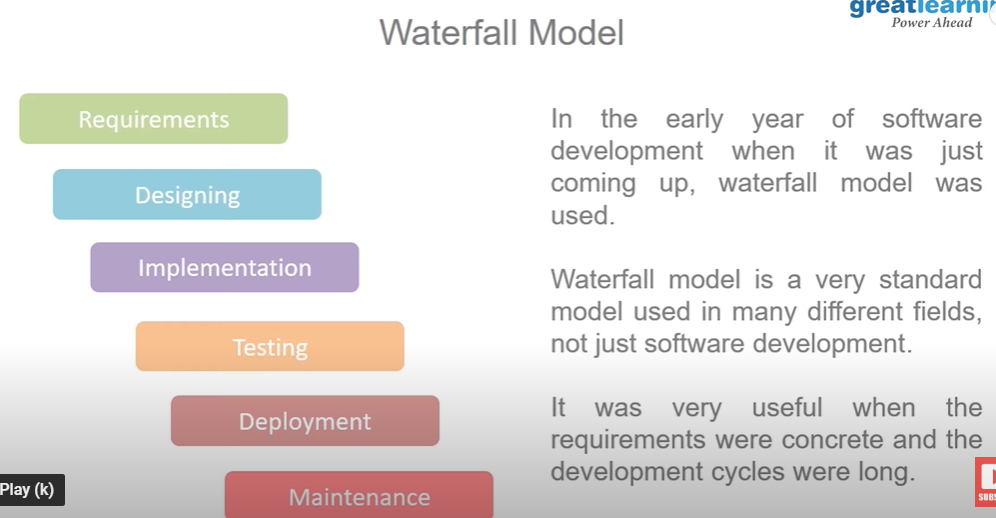 greatlearnin
Power Ahead
Waterfall Model
Requirements
Designing
Implementation
Testing
Deployment
Maintenance
In the early year of software
development when it was just
coming up, waterfall model was
used.
Waterfall model is a very standard
model used in many different fields,
not just software development.
It was very useful when the
requirements were concrete and the
development cycles were long.
Play (k)
SUBS